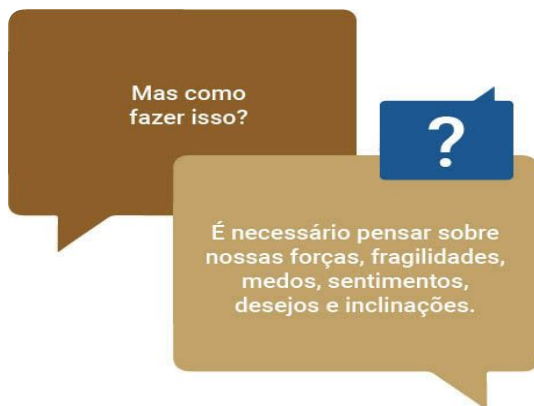 Mas como
fazer isso?
?
É necessário pensar sobre
nossas forças, fragilidades,
medos, sentimentos,
desejos e inclinações.